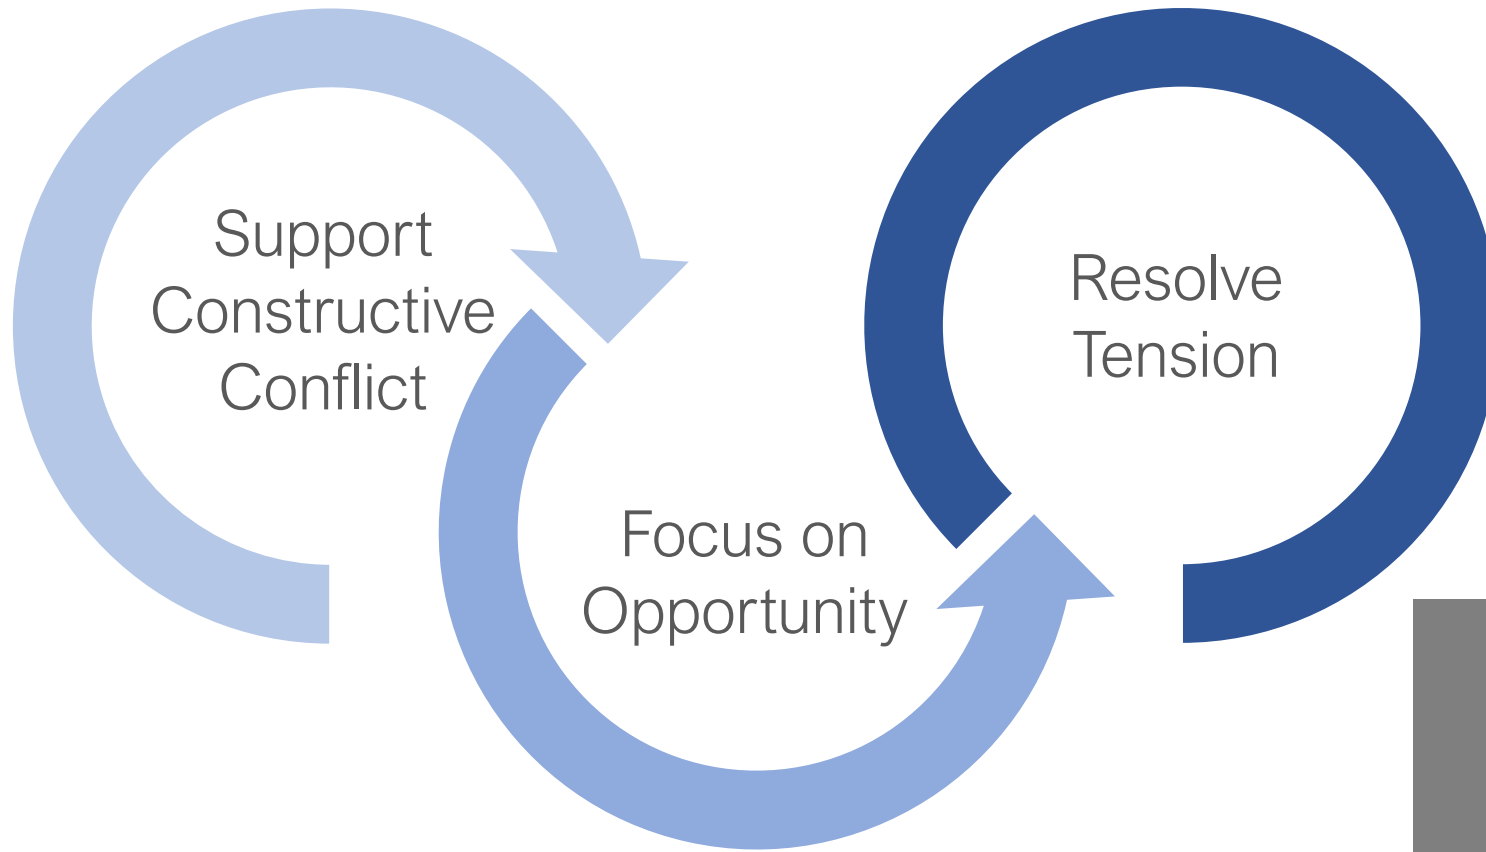 Support
Constructive
Conflict
Focus on
Opportunity
Resolve
Tension